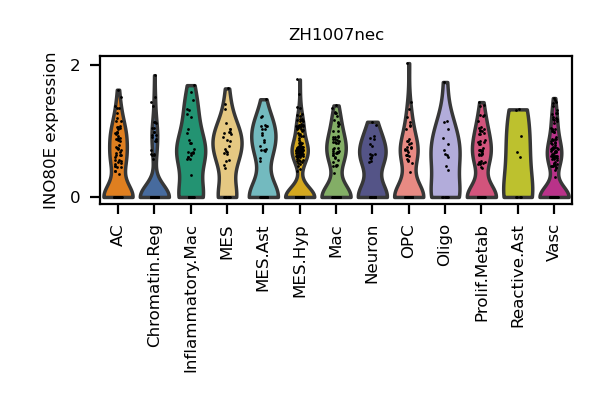 ZH1007nec
INO80E expression
2
0
AC
Chromatin.Reg
Inflammatory.Mac
MES
MES.Ast
MES.Hyp
Mac
Neuron
OPC
Oligo
Prolif.Metab
Reactive.Ast
Vasc